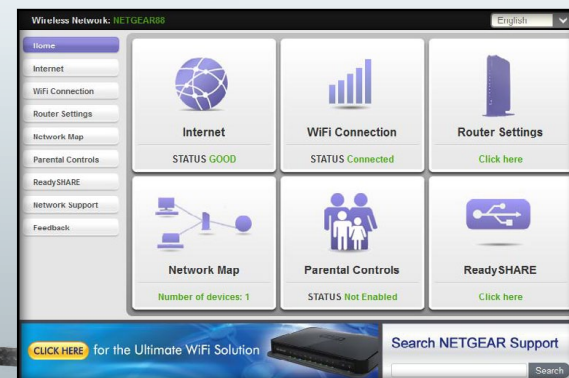 Wireless Network: NETGEAR88
English
Home
Internet
WiFi Connection
Router Settings
Network Map
Parental Controls
ReadySHARE
Network Support
Feedback
Internet
STATUS GOOD
WiFi Connection
STATUS Connected
Router Settings
Click here
Network Map
Number of devices: 1
Parental Controls
STATUS Not Enabled
ReadySHARE
Click here
CLICK HERE for the Ultimate WiFi Solution
Search NETGEAR Support
Search